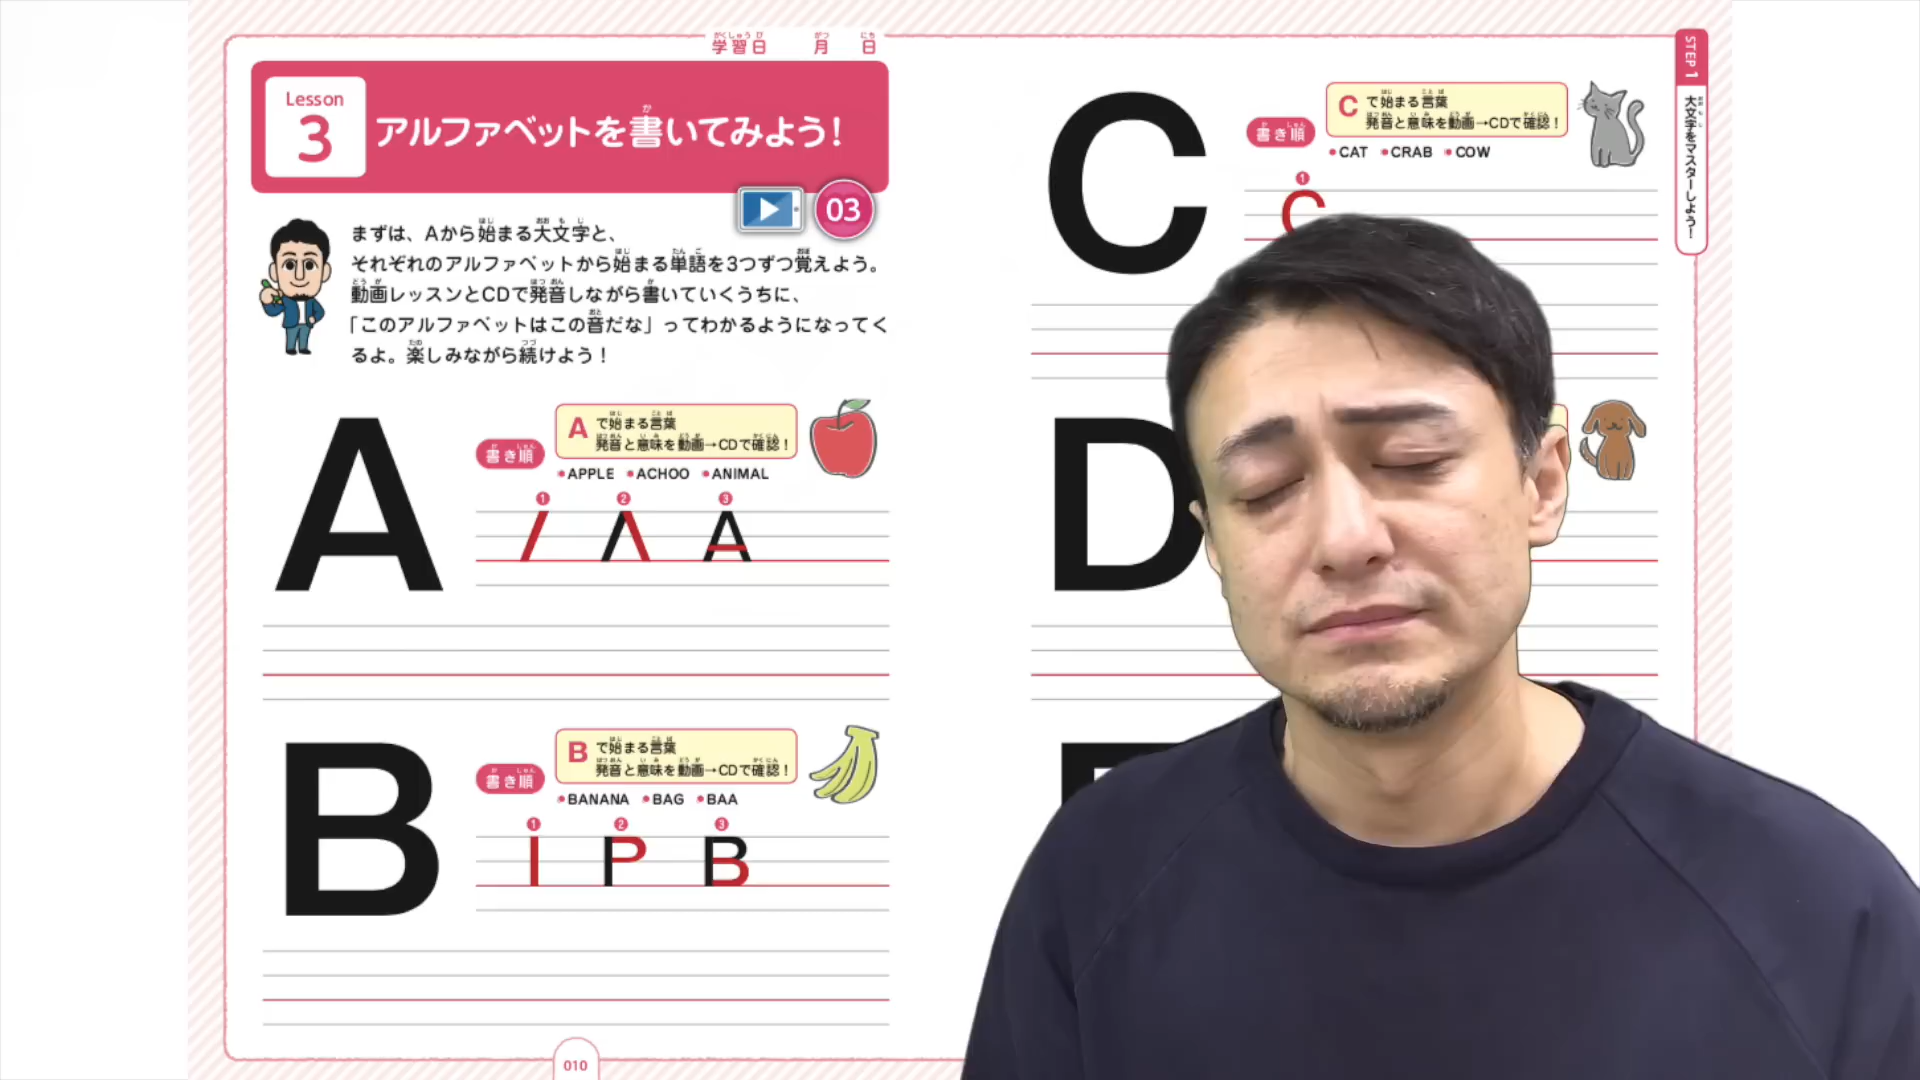 学習日 月 日
Lesson
3
アルファベットを書いてみよう!
03
まずは、Aから始まる大文字と、
それぞれのアルファベットから始まる単語を3つずつ覚えよう。
動画レッスンとCDで発音しながら書いていくうちに、
「このアルファベットはこの音だな」ってわかるようになってく
るよ。楽しみながら続けよう!
A
書き順
A で始まる言葉
発音と意味を動画→CDで確認!
•APPLE •ACHOO •ANIMAL
1 2 3
A
B
書き順
B で始まる言葉
発音と意味を動画→CDで確認!
•BANANA •BAG •BAA
1 2 3
I P B
010
C
書き順
C で始まる言葉
発音と意味を動画→CDで確認!
•CAT •CRAB •COW
1
C
D
STEP 1
大文字をマスターしよう!